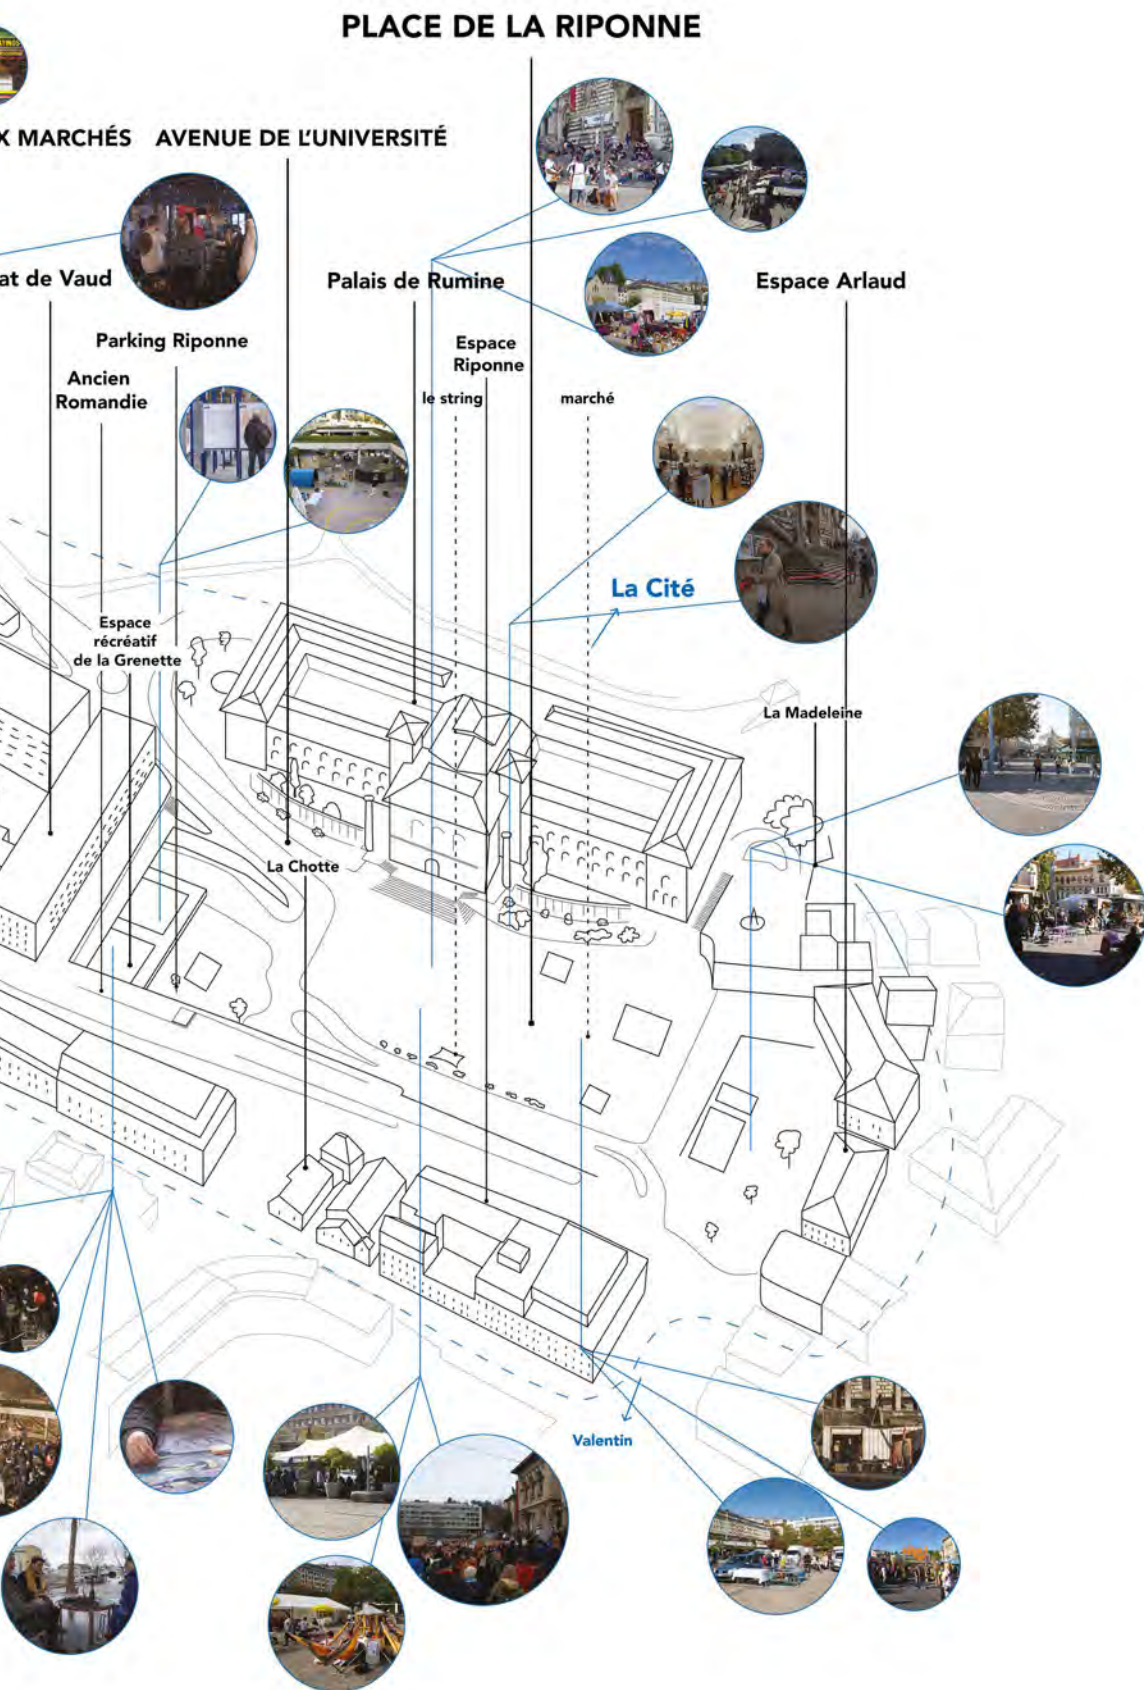 PLACE DE LA RIPONNE
X MARCHÉS
AVENUE DE L'UNIVERSITÉ
at de Vaud
Palais de Rumine
Espace Arlaud
Parking Riponne
Espace
Riponne
Ancien
Romandie
le string
marché
La Cité
Espace
récréatif
de la Grenette
La Madeleine
La Chotte
Valentin